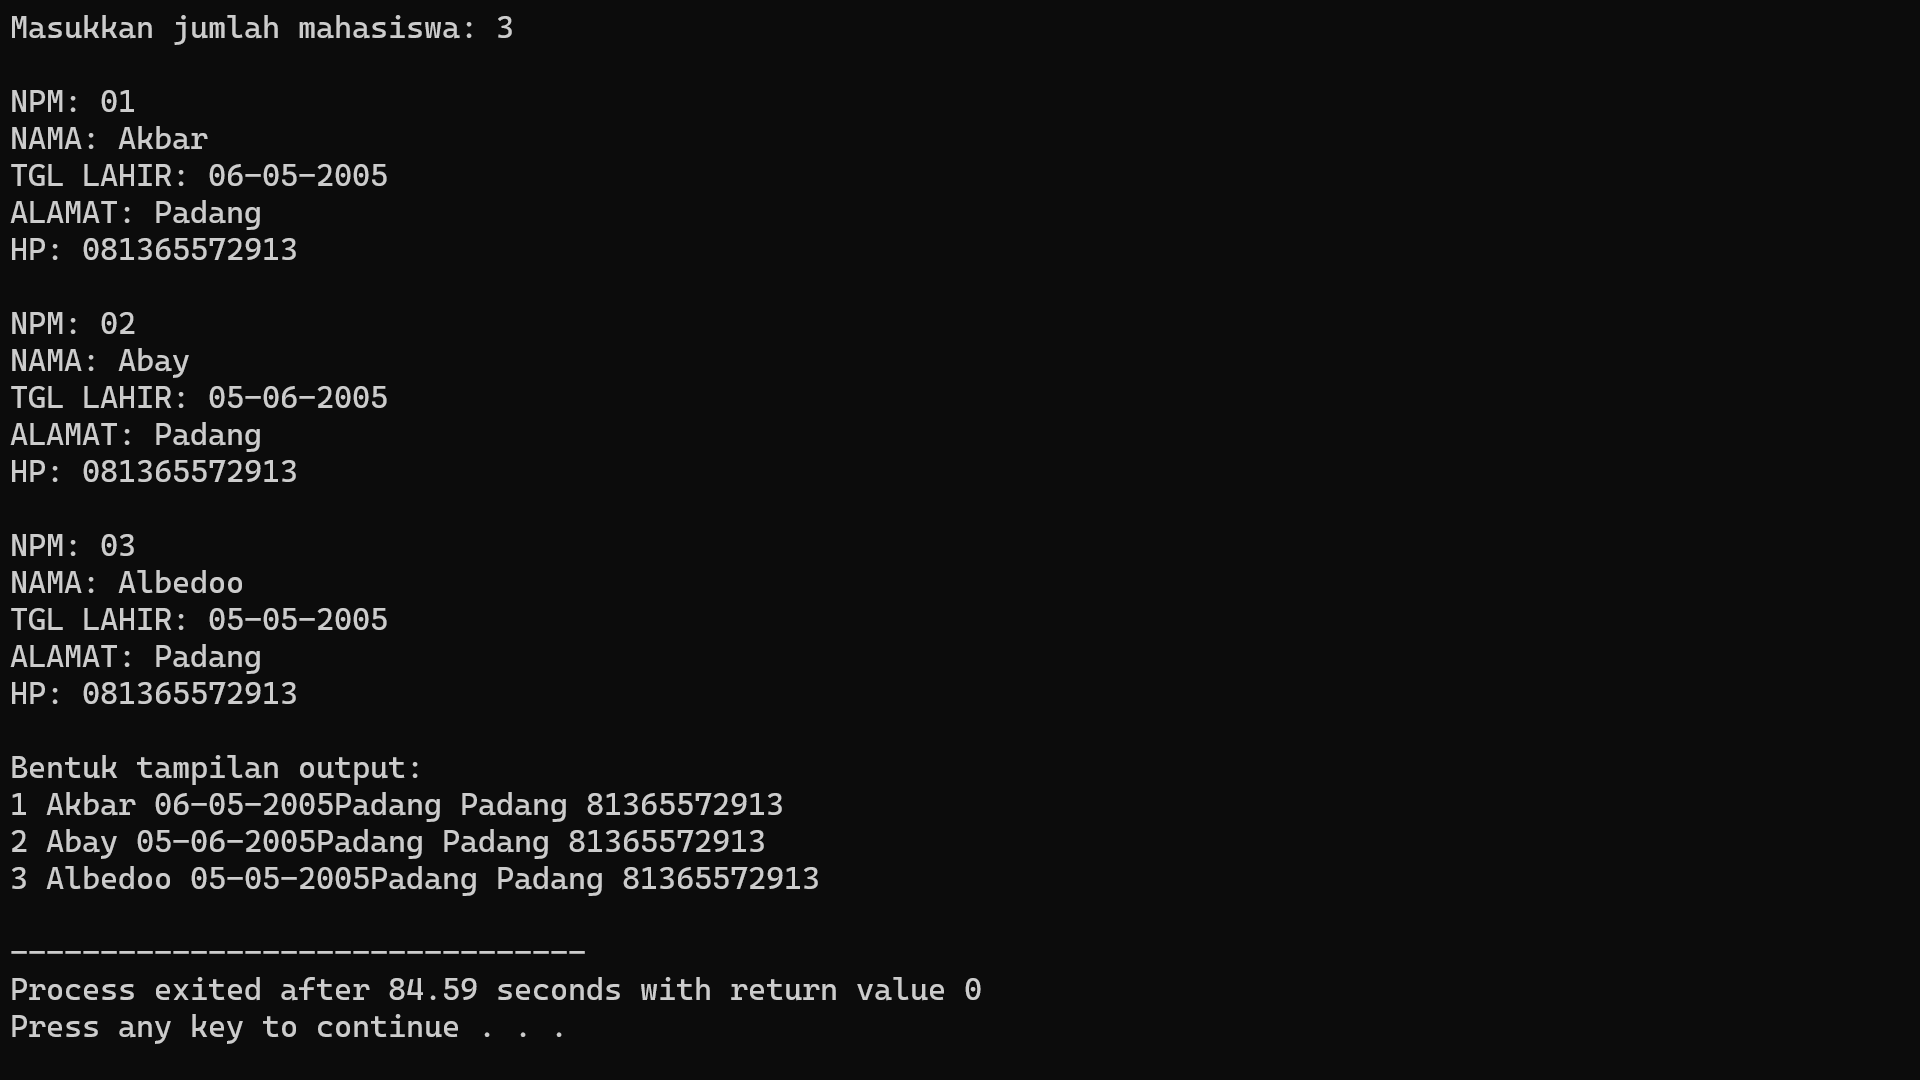 Masukkan jumlah mahasiswa: 3
NPM: 01
NAMA: Akbar
TGL LAHIR: 06-05-2005
ALAMAT: Padang
HP: 081365572913
NPM: 02
NAMA: Abay
TGL LAHIR: 05-06-2005
ALAMAT: Padang
HP: 081365572913
NPM: 03
NAMA: Albedoo
TGL LAHIR: 05-05-2005
ALAMAT: Padang
HP: 081365572913
Bentuk tampilan output:
1 Akbar 06-05-2005Padang Padang 81365572913
2 Abay 05-06-2005Padang Padang 81365572913
3 Albedoo 05-05-2005Padang Padang 81365572913
--------------------------------
Process exited after 84.59 seconds with return value 0
Press any key to continue . . .